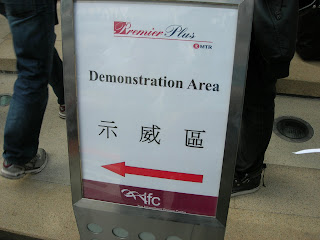 Premier Plus
MTR
Demonstration Area
示威區
ifc